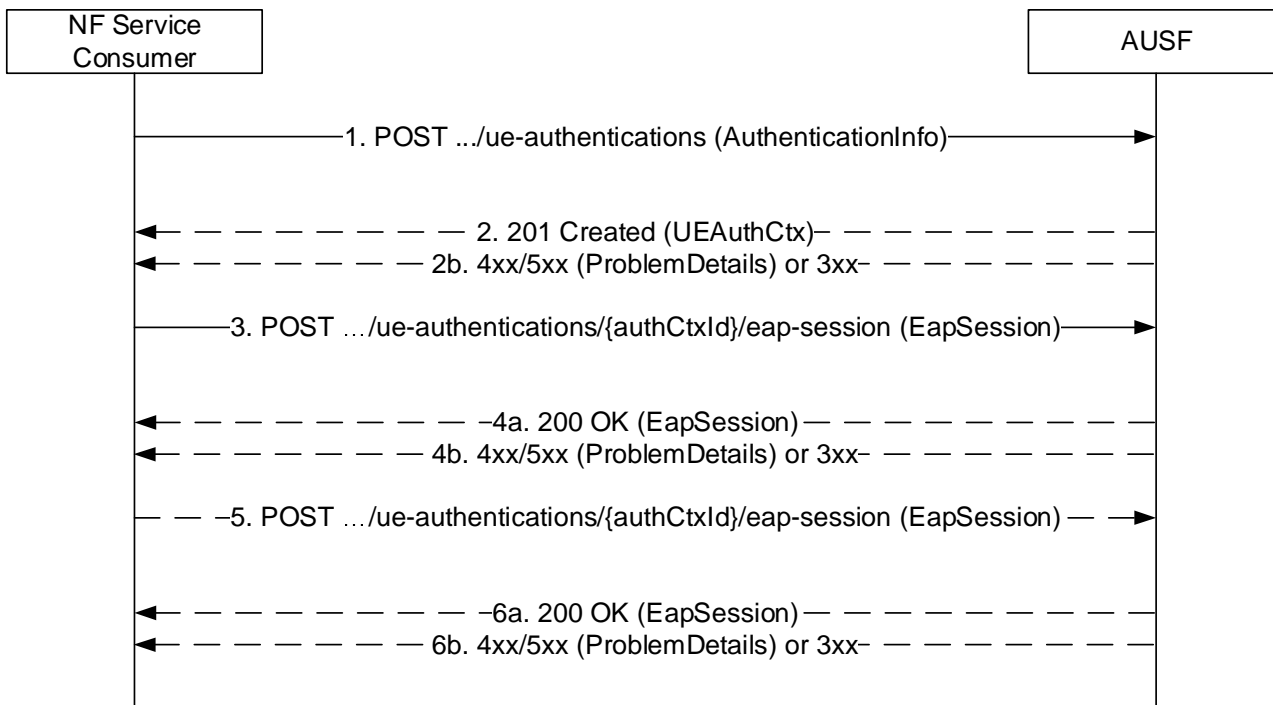 NF Service
Consumer
AUSF
1. POST .../ue-authentications (AuthenticationInfo)
2. 201 Created (UEAuthCtx)
2b. 4xx/5xx (ProblemDetails) or 3xx
3. POST …/ue-authentications/{authCtxId}/eap-session (EapSession)
4a. 200 OK (EapSession)
4b. 4xx/5xx (ProblemDetails) or 3xx
5. POST …/ue-authentications/{authCtxId}/eap-session (EapSession)
6a. 200 OK (EapSession)
6b. 4xx/5xx (ProblemDetails) or 3xx